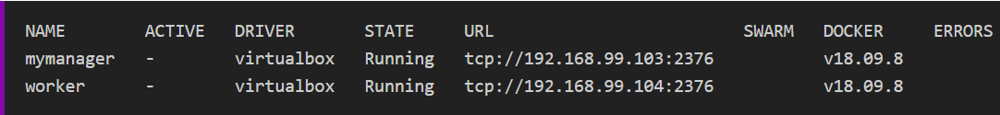 NAME ACTIVE DRIVER STATE URL SWARM DOCKER ERRORS
mymanager - virtualbox Running tcp://192.168.99.103:2376 v18.09.8
worker - virtualbox Running tcp://192.168.99.104:2376 v18.09.8